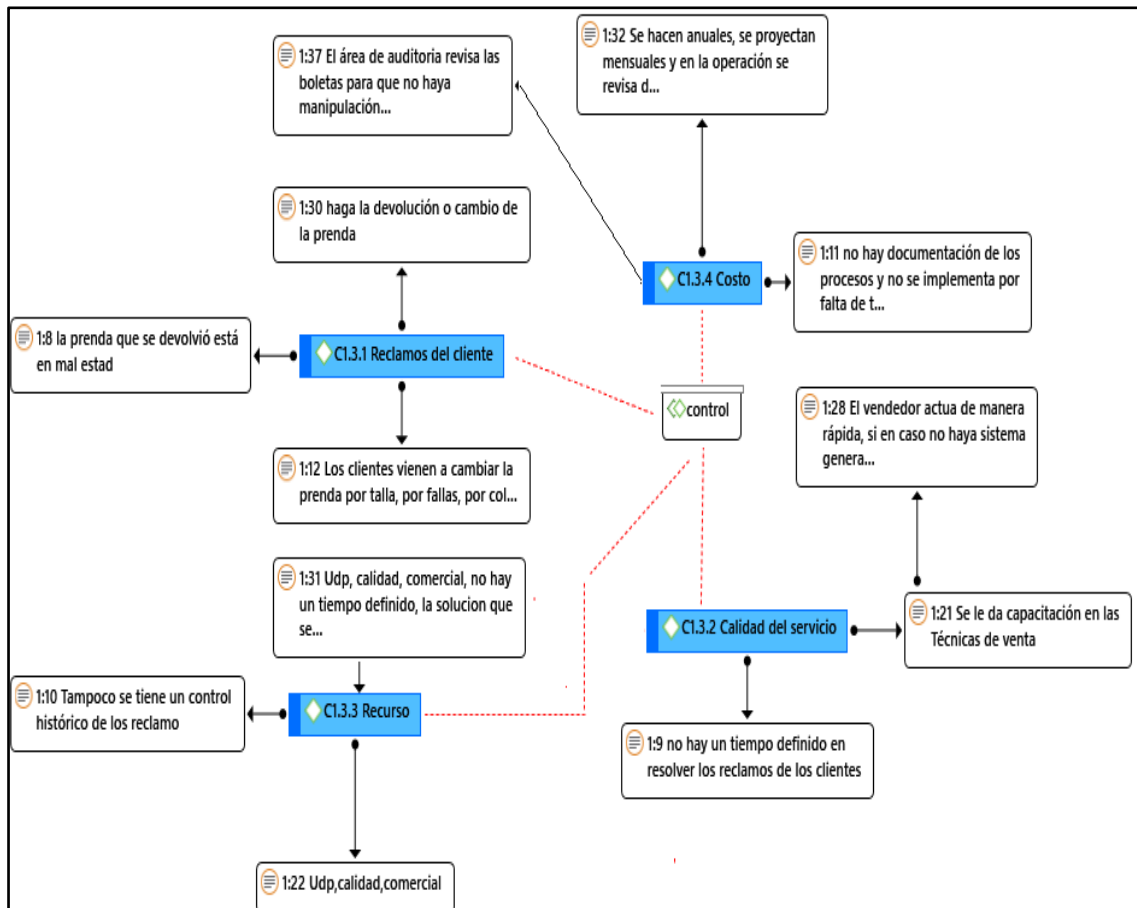 1:37 El área de auditoria revisa las
boletas para que no haya
manipulación...
1:32 Se hacen anuales, se proyectan
mensuales y en la operación se
revisa d...
1:30 haga la devolución o cambio de
la prenda
C1.3.4 Costo
1:11 no hay documentación de los
procesos y no se implementa por
falta de t...
1:8 la prenda que se devolvió está
en mal estad
C1.3.1 Reclamos del cliente
control
1:28 El vendedor actua de manera
rápida, si en caso no haya sistema
genera...
1:12 Los clientes vienen a cambiar la
prenda por talla, por fallas, por col...
1:31 Udp, calidad, comercial, no hay
un tiempo definido, la solucion que
se...
C1.3.2 Calidad del servicio
1:21 Se le da capacitación en las
Técnicas de venta
1:10 Tampoco se tiene un control
histórico de los reclamo
C1.3.3 Recurso
1:9 no hay un tiempo definido en
resolver los reclamos de los clientes
1:22 Udp,calidad,comercial